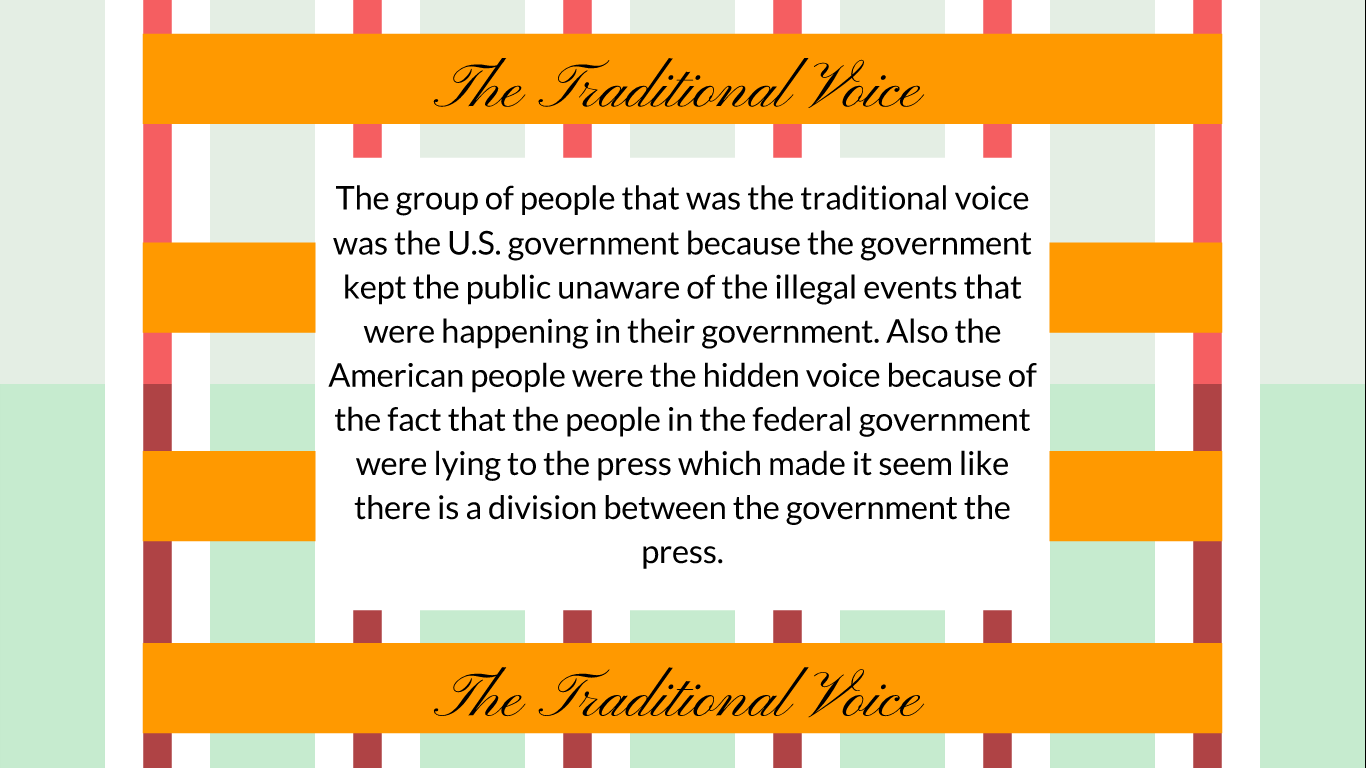 The Traditional Voice
The group of people that was the traditional voice
was the U.S. government because the government
kept the public unaware of the illegal events that
were happening in their government. Also the
American people were the hidden voice because of
the fact that the people in the federal government
were lying to the press which made it seem like
there is a division between the government the
press.
The Traditional Voice